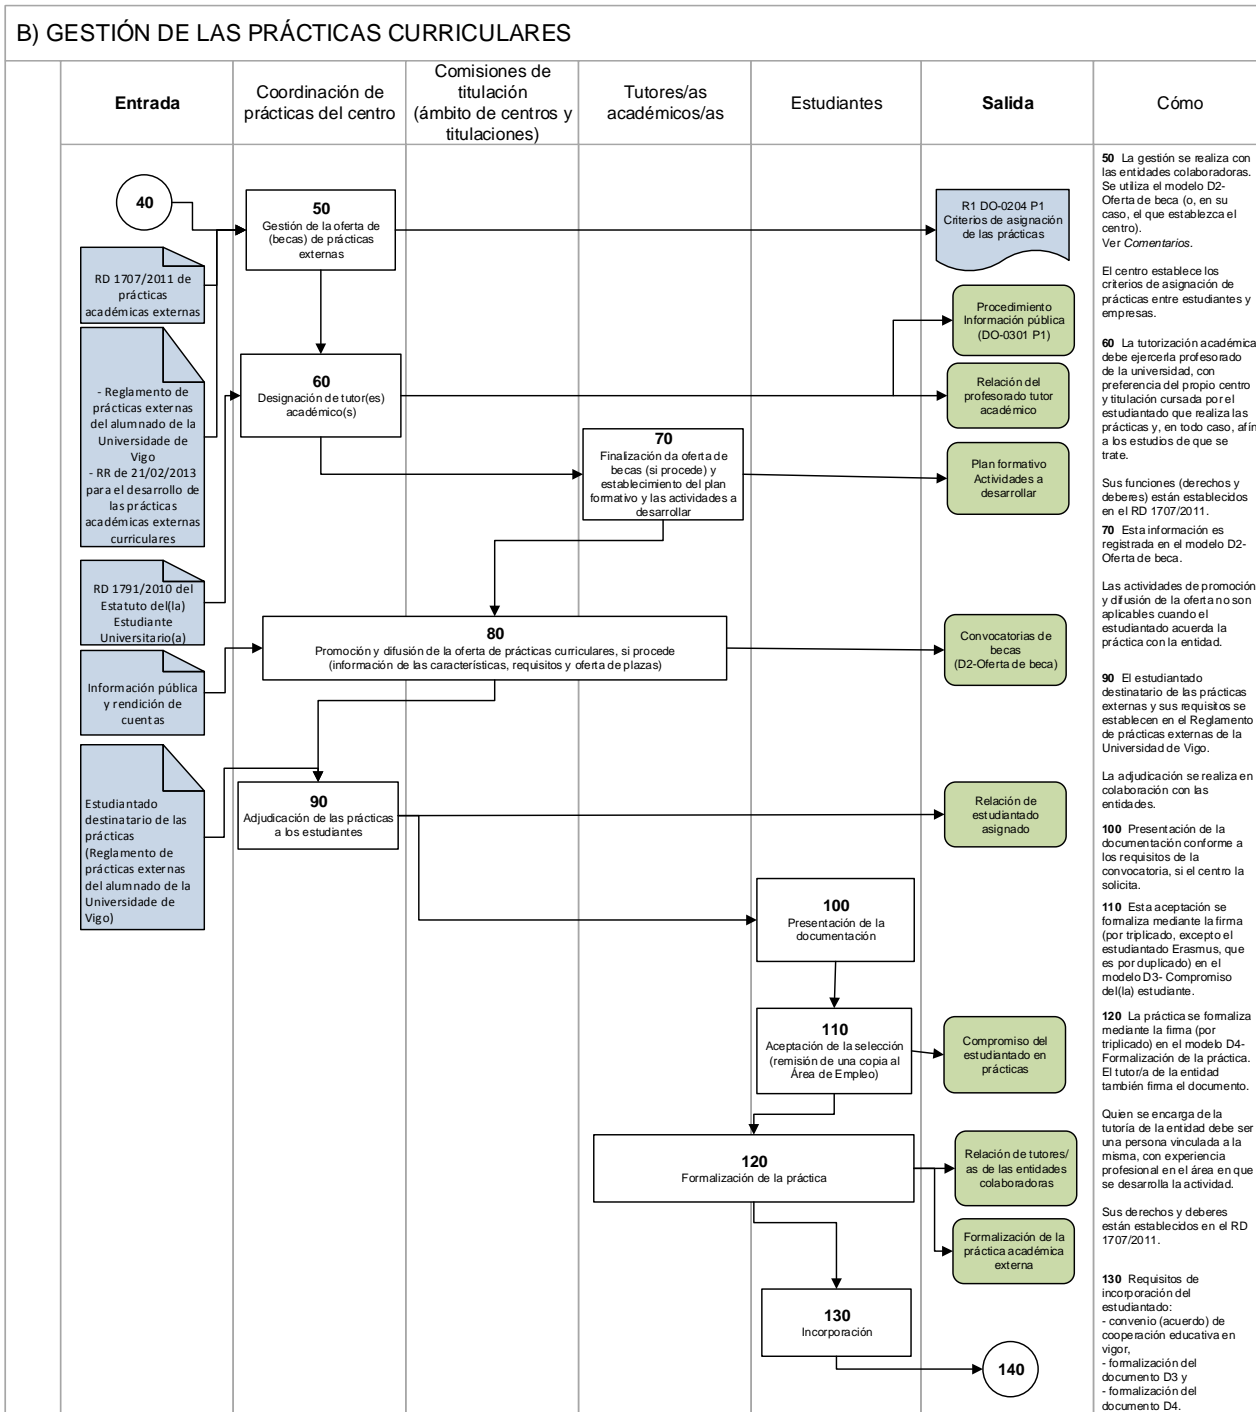 B) GESTIÓN DE LAS PRÁCTICAS CURRICULARES
Entrada
Coordinación de
prácticas del centro
Comisiones de
titulación
(ámbito de centros y
titulaciones)
Tutores/as
académicos/as
Estudiantes
Salida
Cómo
40
RD 1707/2011 de
prácticas
académicas externas
- Reglamento de
prácticas externas
del alumnado de la
Universidade de
Vigo
- RR de 21/02/2013
para el desarrollo de
las prácticas
académicas externas
curriculares
RD 1791/2010 del
Estatuto del(la)
Estudiante
Universitario(a)
Información pública
y rendición de
cuentas
Estudiantado
destinatario de las
prácticas
(Reglamento de
prácticas externas
del alumnado de la
Universidade de
Vigo)
50
Gestión de la oferta de
(becas) de prácticas
externas
60
Designación de tutor(es)
académico(s)
70
Finalización da oferta de
becas (si procede) y
establecimiento del plan
formativo y las actividades a
desarrollar
80
Promoción y difusión de la oferta de prácticas curriculares, si procede
(información de las características, requisitos y oferta de plazas)
90
Adjudicación de las prácticas
a los estudiantes
100
Presentación de la
documentación
110
Aceptación de la selección
(remisión de una copia al
Área de Empleo)
120
Formalización de la práctica
130
Incorporación
R1 DO-0204 P1
Criterios de asignación
de las prácticas
Procedimiento
Información pública
(DO-0301 P1)
Relación del
profesorado tutor
académico
Plan formativo
Actividades a
desarrollar
Convocatorias de
becas
(D2-Oferta de beca)
Relación de
estudiantado
asignado
Compromiso del
estudiantado en
prácticas
Relación de tutores/
as de las entidades
colaboradoras
Formalización de la
práctica académica
externa
140
50 La gestión se realiza con
las entidades colaboradoras.
Se utiliza el modelo D2-
Oferta de beca (o, en su
caso, el que establezca el
centro).
Ver Comentarios.
El centro establece los
criterios de asignación de
prácticas entre estudiantes y
empresas.
60 La tutorización académica
debe ejercerla profesorado
de la universidad, con
preferencia del propio centro
y titulación cursada por el
estudiantado que realiza las
prácticas y, en todo caso, afín
a los estudios de que se
trate.
Sus funciones (derechos y
deberes) están establecidos
en el RD 1707/2011.
70 Esta información es
registrada en el modelo D2-
Oferta de beca.
Las actividades de promoción
y difusión de la oferta no son
aplicables cuando el
estudiantado acuerda la
práctica con la entidad.
90 El estudiantado
destinatario de las prácticas
externas y sus requisitos se
establecen en el Reglamento
de prácticas externas de la
Universidad de Vigo.
La adjudicación se realiza en
colaboración con las
entidades.
100 Presentación de la
documentación conforme a
los requisitos de la
convocatoria, si el centro la
solicita.
110 Esta aceptación se
formaliza mediante la firma
(por triplicado, excepto el
estudiantado Erasmus, que
es por duplicado) en el
modelo D3- Compromiso
del(la) estudiante.
120 La práctica se formaliza
mediante la firma (por
triplicado) en el modelo D4-
Formalización de la práctica.
El tutor/a de la entidad
también firma el documento.
Quien se encarga de la
tutoría de la entidad debe ser
una persona vinculada a la
misma, con experiencia
profesional en el área en que
se desarrolla la actividad.
Sus derechos y deberes
están establecidos en el RD
1707/2011.
130 Requisitos de
incorporación del
estudiantado:
- convenio (acuerdo) de
cooperación educativa en
vigor,
- formalización del
documento D3 y
- formalización del
documento D4.